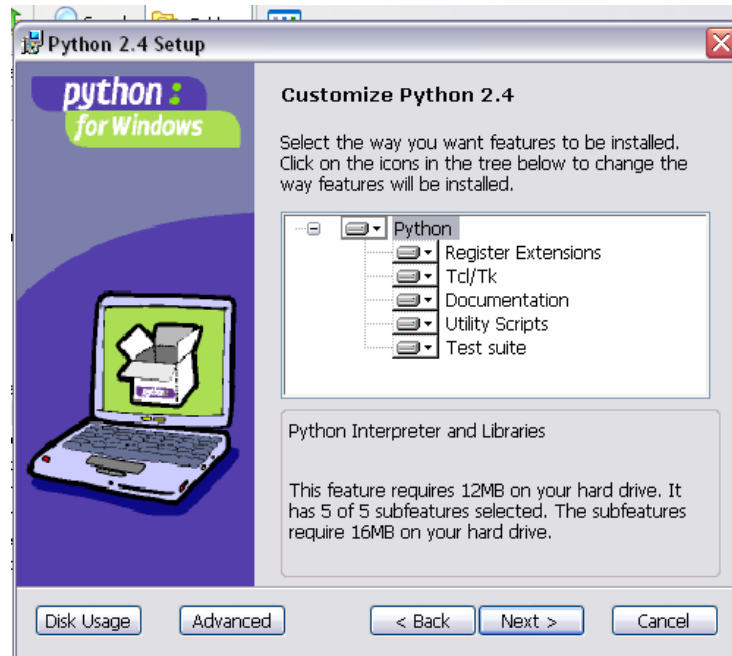 Python 2.4 Setup
python
for Windows
Customize Python 2.4
Select the way you want features to be installed.
Click on the icons in the tree below to change the
way features will be installed.
Python
Register Extensions
Tcl/Tk
Documentation
Utility Scripts
Test suite
Python Interpreter and Libraries
This feature requires 12MB on your hard drive. It
has 5 of 5 subfeatures selected. The subfeatures
require 16MB on your hard drive.
Disk Usage
Advanced
< Back
Next >
Cancel